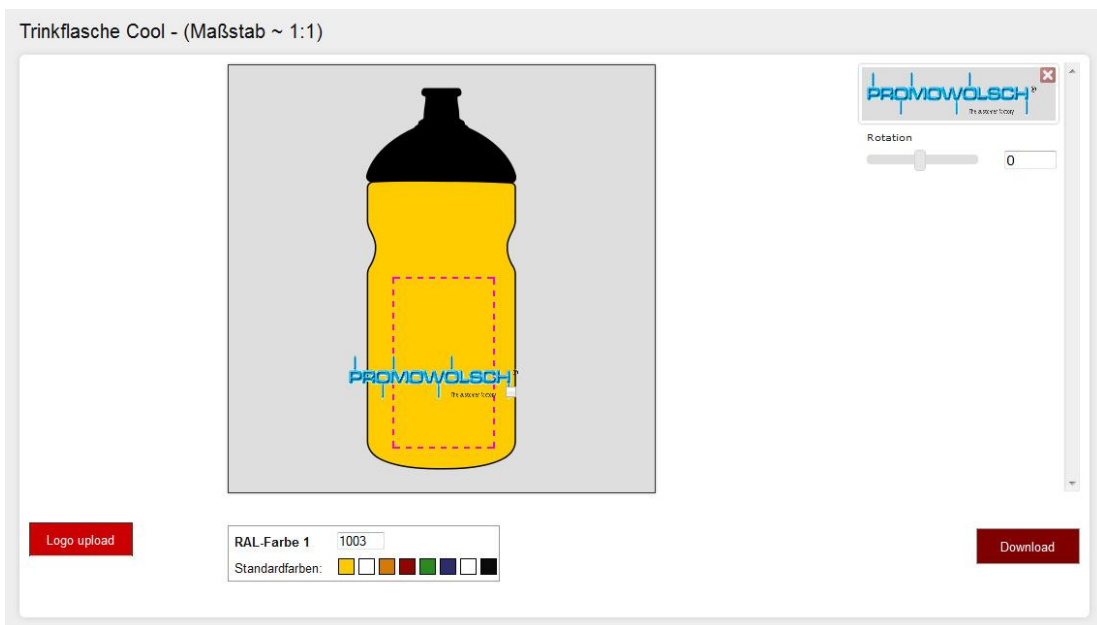 Trinkflasche Cool - (Maßstab ~ 1:1)
PROMOWOLSCH
Rotation
0
PROMOWOLSCH
Logo upload
RAL-Farbe 1 1003
Standardfarben:
Download